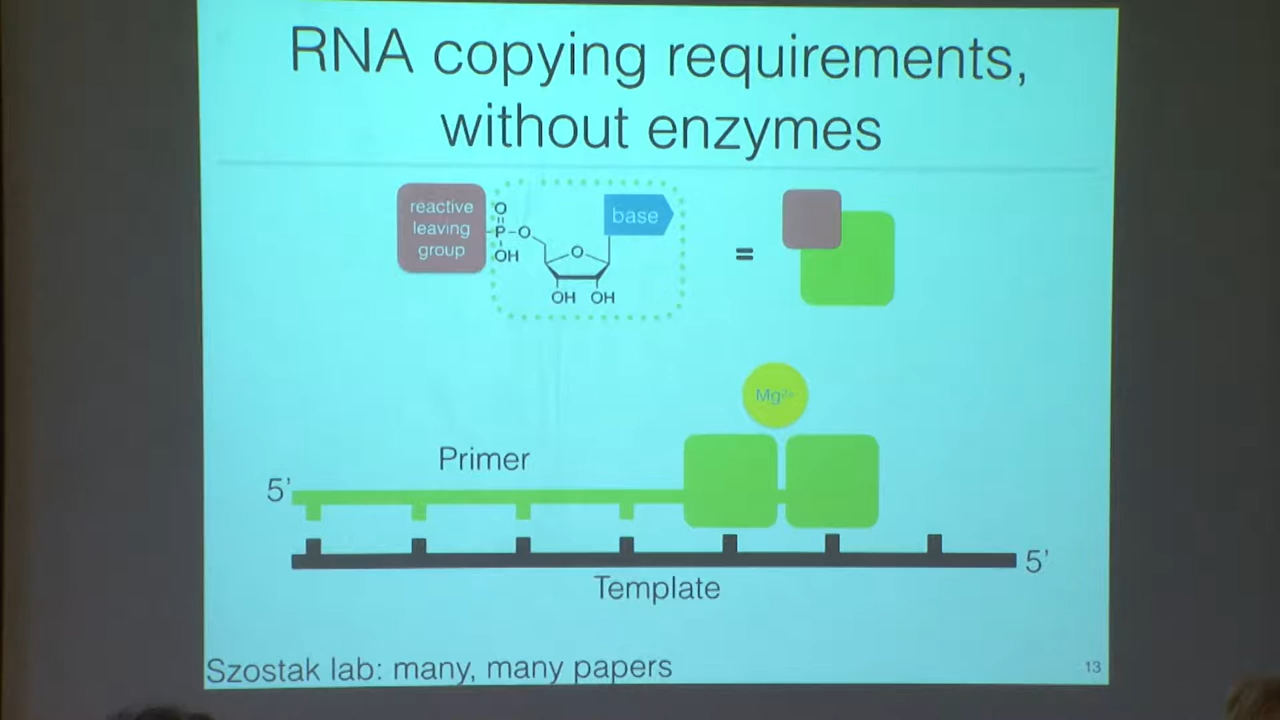 RNA copying requirements,
without enzymes
reactive
leaving
group
O
P-O
OH
base
O
OH OH
=
Mg2+
Primer
5'
5'
Template
Szostak lab: many, many papers
13